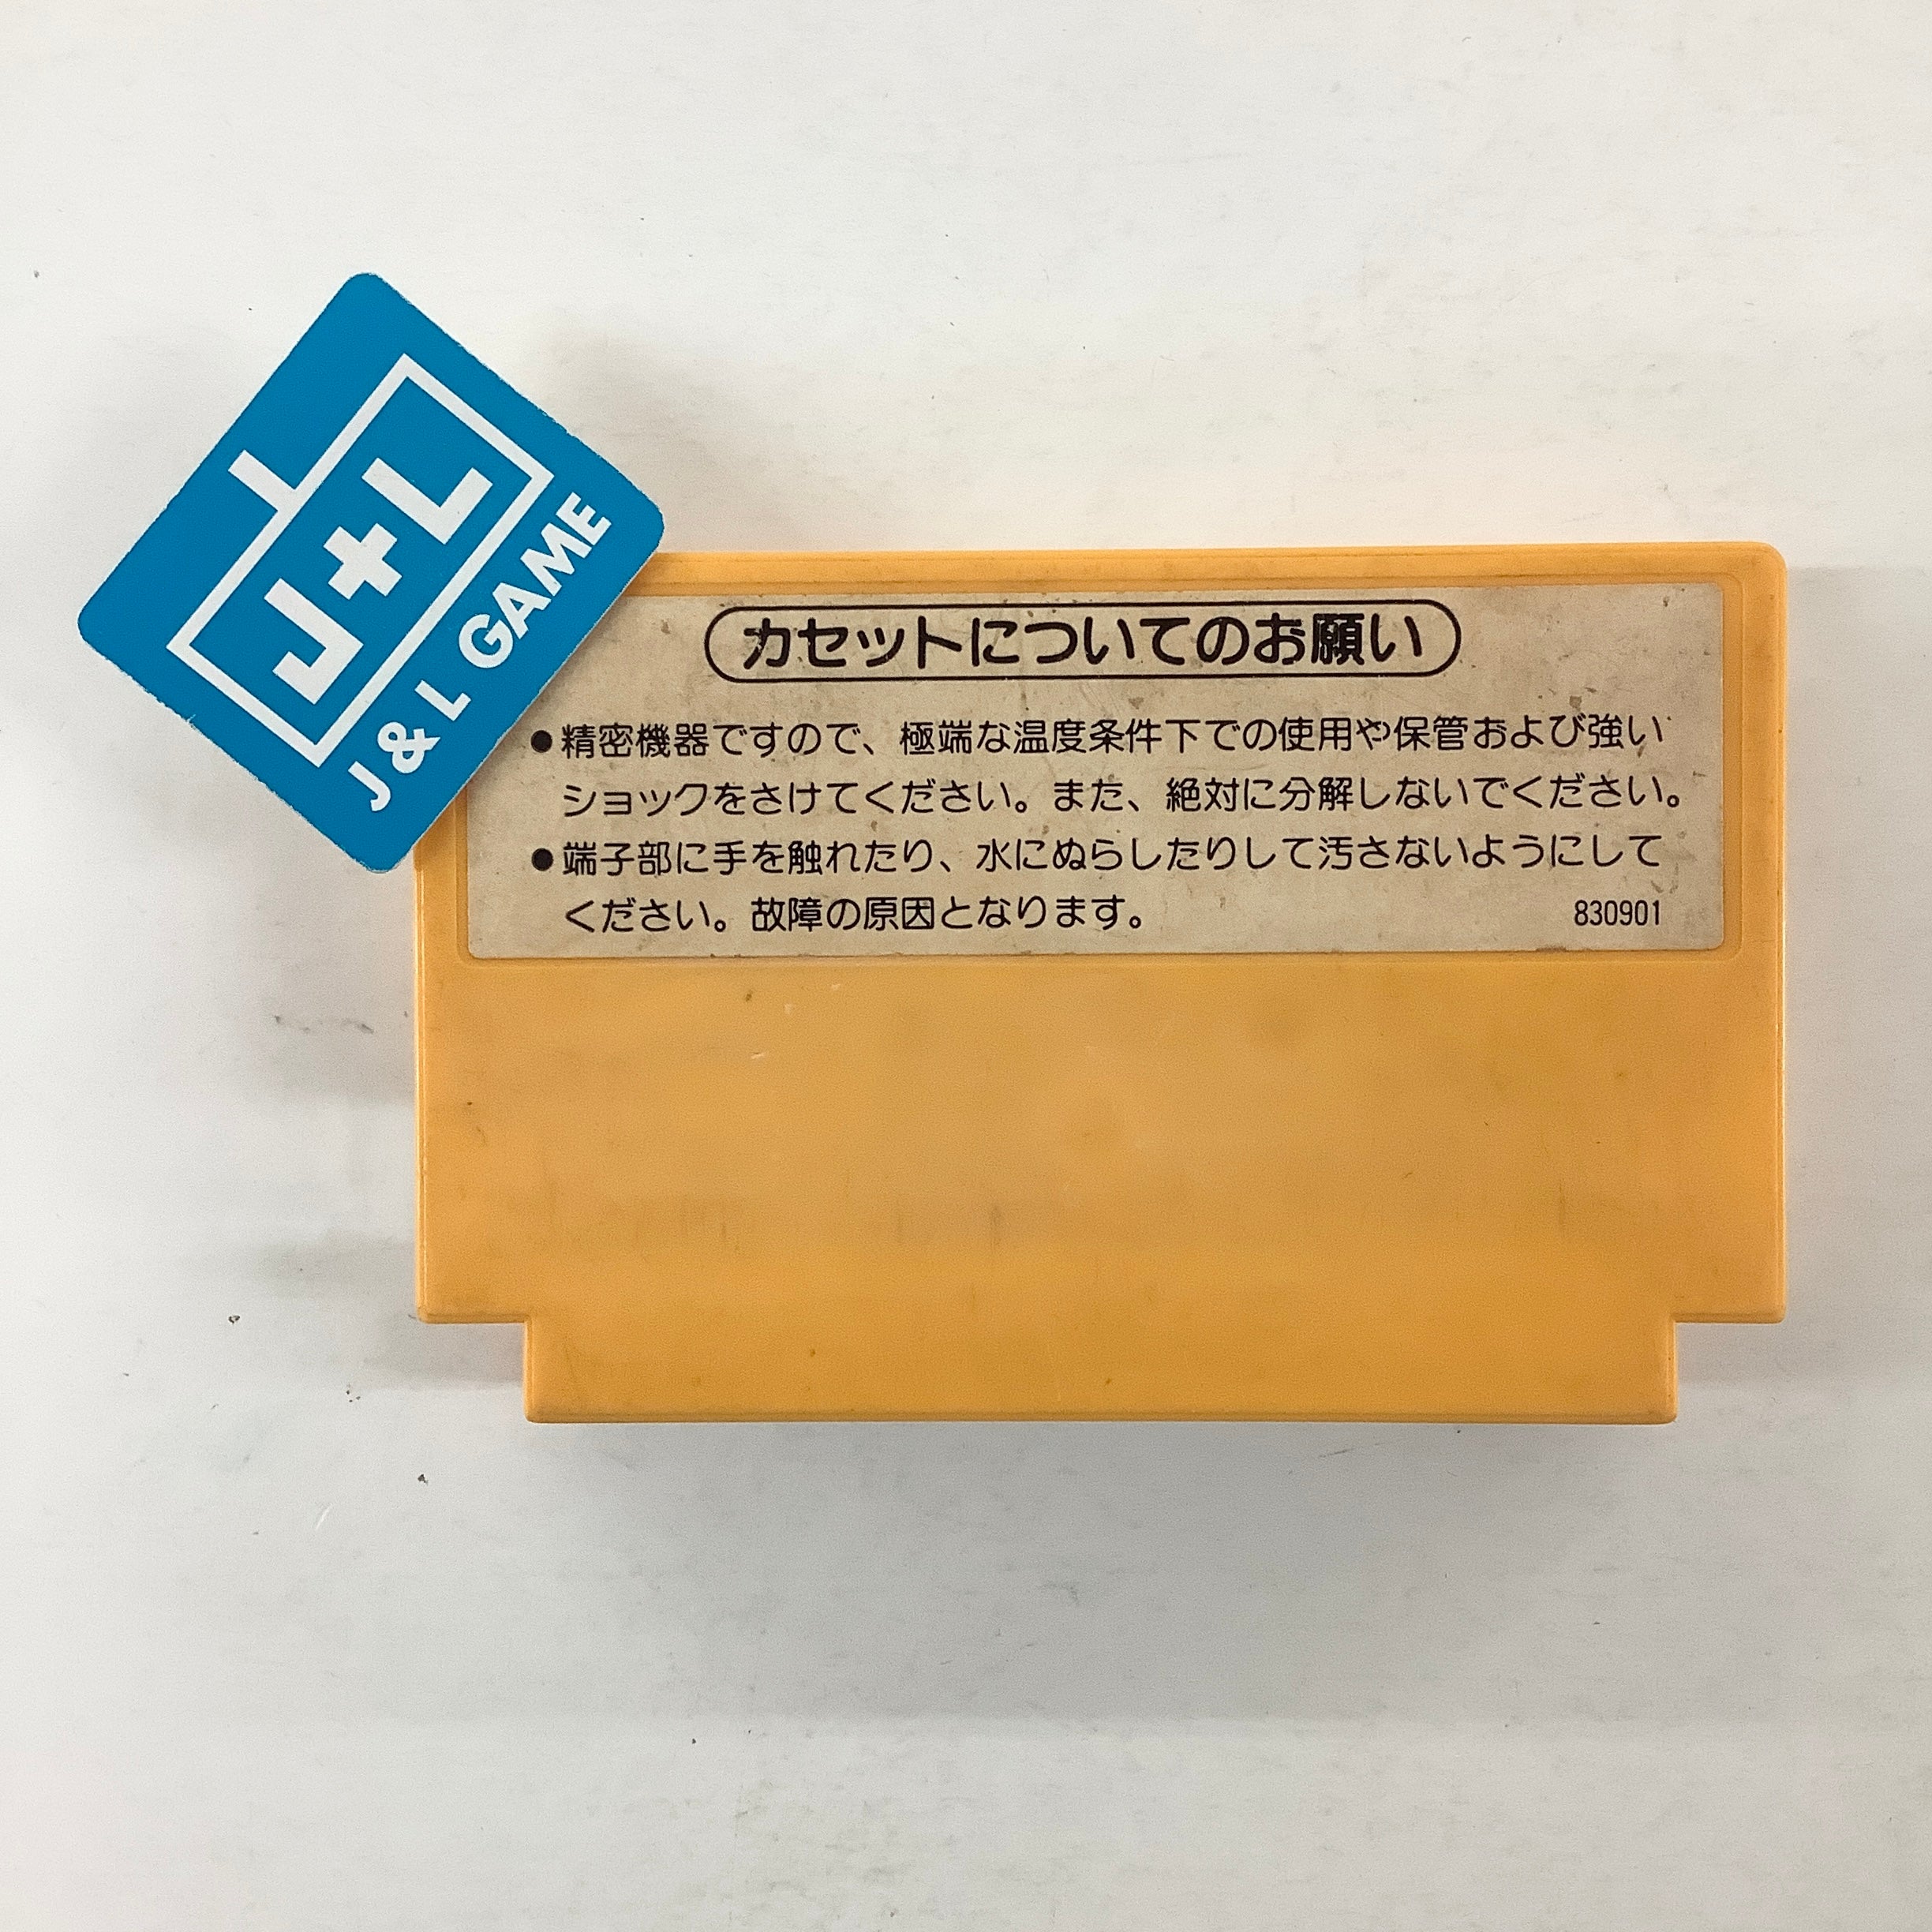 J+L
J & L GAME
カセットについてのお願い
●精密機器ですので、極端な温度条件下での使用や保管および強い
ショックをさけてください。また、絶対に分解しないでください。
●端子部に手を触れたり、水にぬらしたりして汚さないようにして
ください。故障の原因となります。
830901